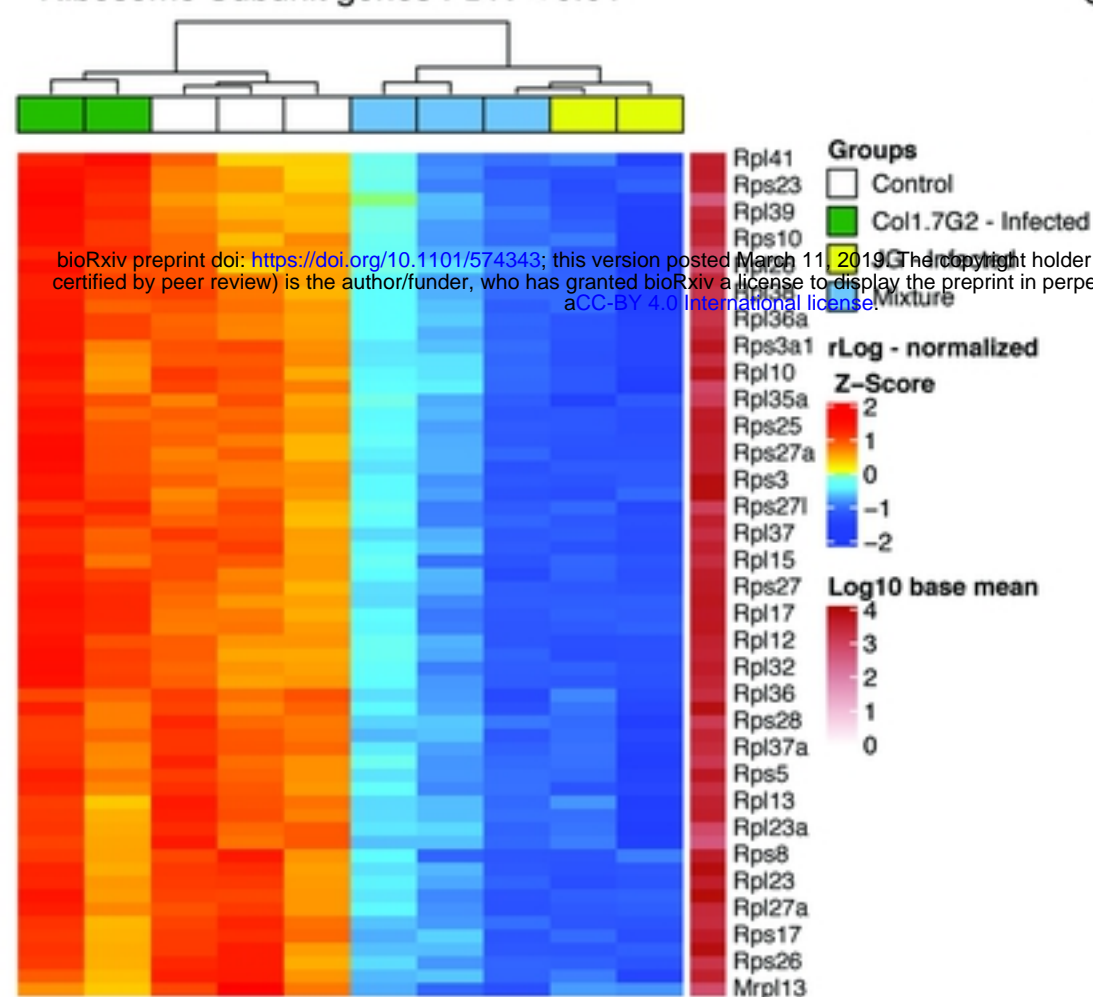 Groups
Control
Col1.7G2 - Infected
Mixture
bioRxiv preprint doi: https://doi.org/10.1101/574343; this version posted March 11, 2019. The copyright holder
certified by peer review) is the author/funder, who has granted bioRxiv a license to display the preprint in perpe
aCC-BY 4.0 International license.
rLog - normalized
Z-Score
2
1
0
-1
-2
Log10 base mean
4
3
2
1
0
Rpl41
Rps23
Rpl39
Rps10
Rpl36a
Rps3a1
Rpl10
Rpl35a
Rps25
Rps27a
Rps3
Rps27l
Rpl37
Rpl15
Rps27
Rpl17
Rpl12
Rpl32
Rpl36
Rps28
Rpl37a
Rps5
Rpl13
Rpl23a
Rps8
Rpl23
Rpl27a
Rps17
Rps26
Mrpl13